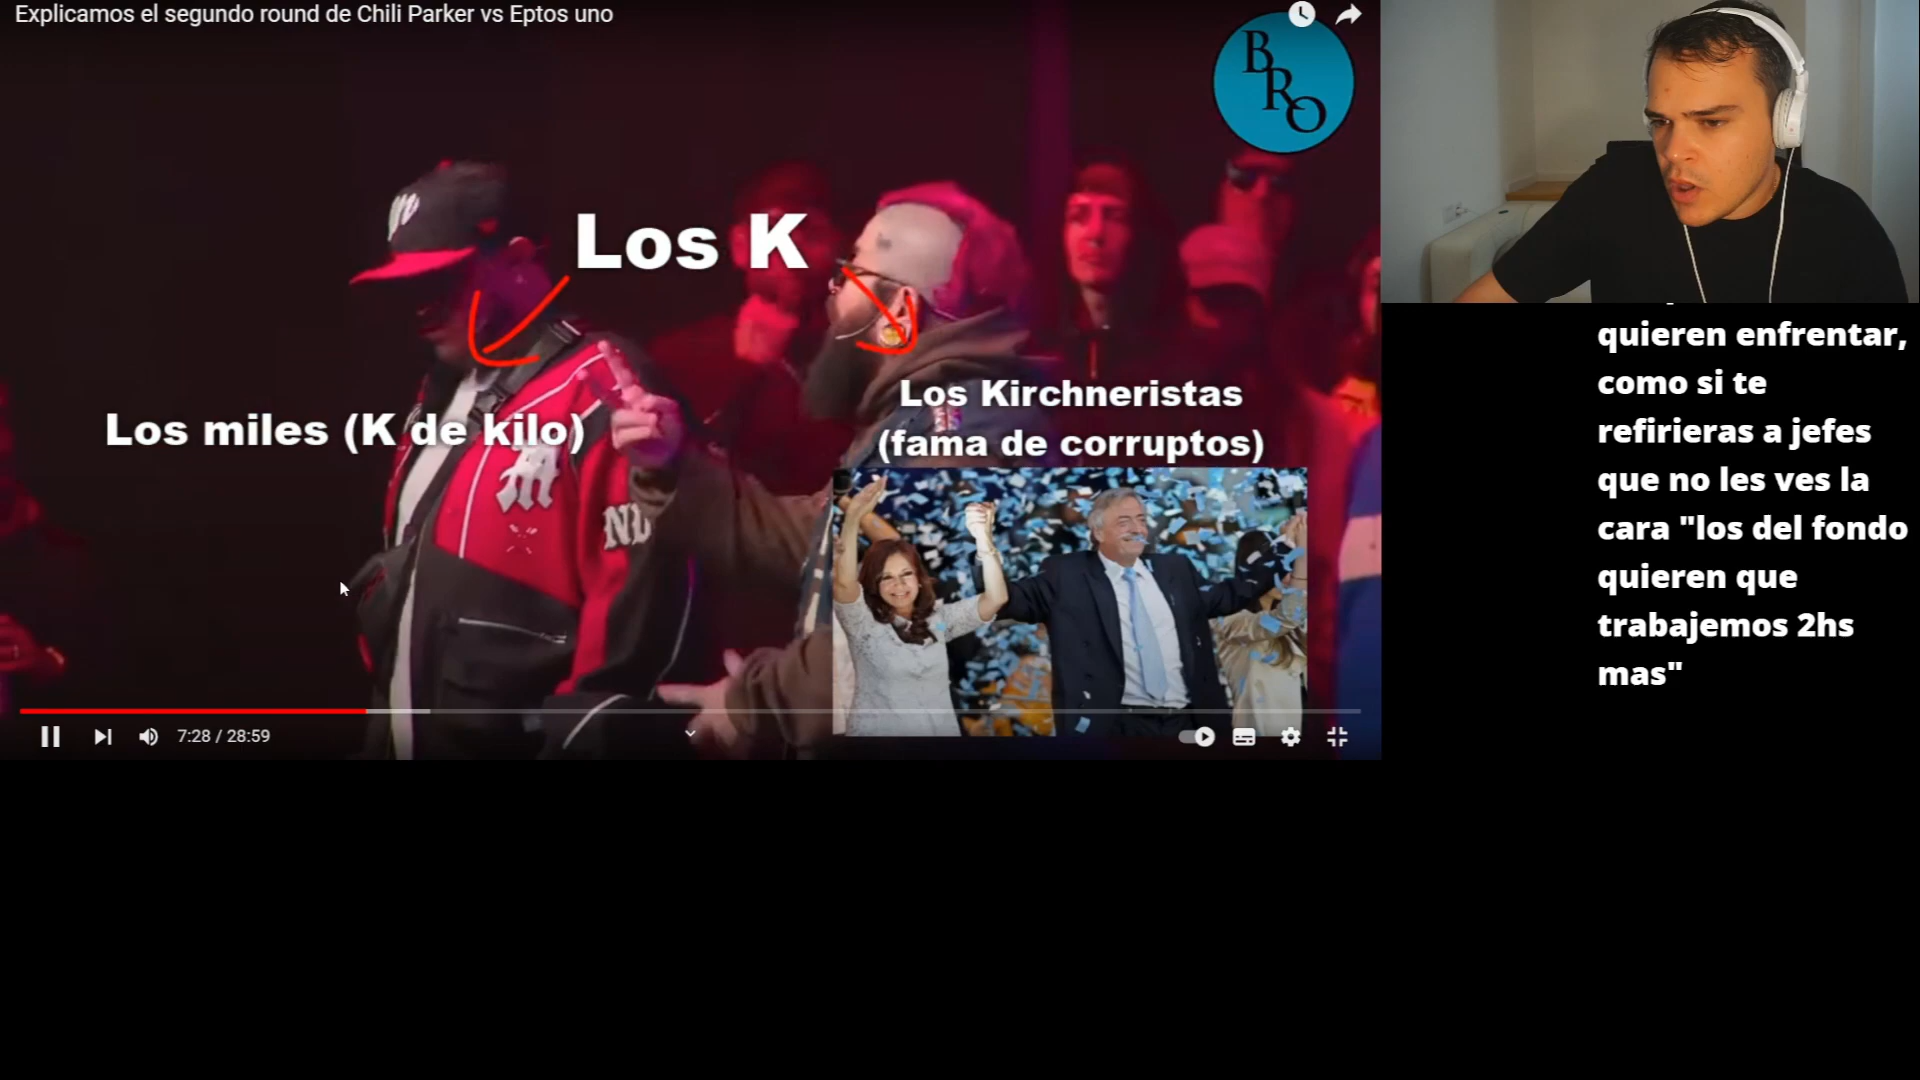 Explicamos el segundo round de Chili Parker vs Eptos uno
BRO
Los K
Los miles (K de kilo)
Los Kirchneristas
(fama de corruptos)
M
NL
7:28 / 28:59
quieren enfrentar,
como si te
refirieras a jefes
que no les ves la
cara "los del fondo
quieren que
trabajemos 2hs
mas"